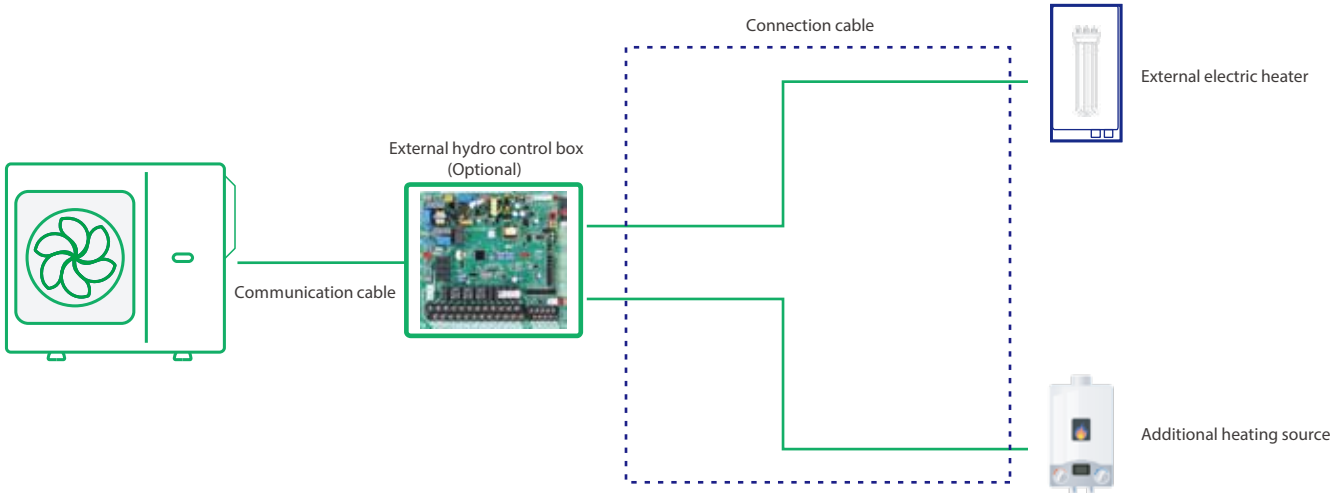 Connection cable
External electric heater
External hydro control box
(Optional)
Communication cable
Additional heating source